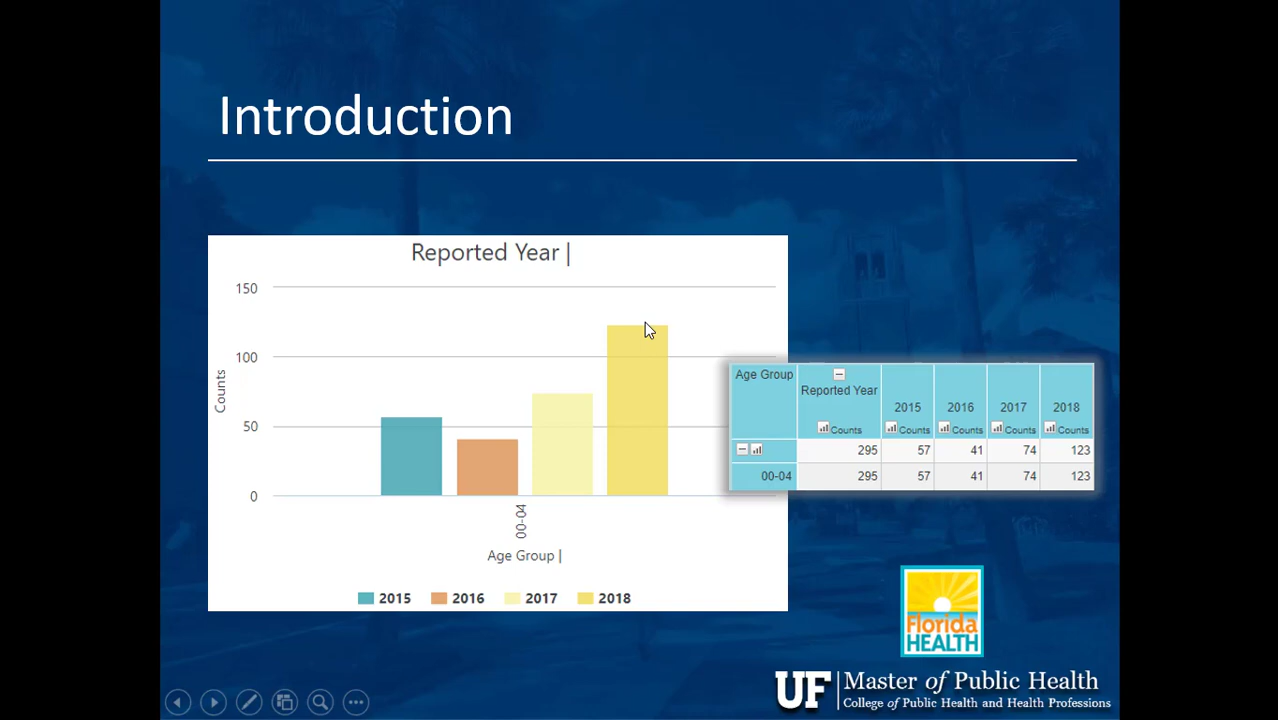 Introduction
Reported Year |
150
100
50
0
Counts
00-04
Age Group |
2015 2016 2017 2018
Age Group
Reported Year
2015 2016 2017 2018
Counts Counts Counts Counts Counts
295 57 41 74 123
00-04 295 57 41 74 123
Florida
HEALTH
UF Master of Public Health
College of Public Health and Health Professions